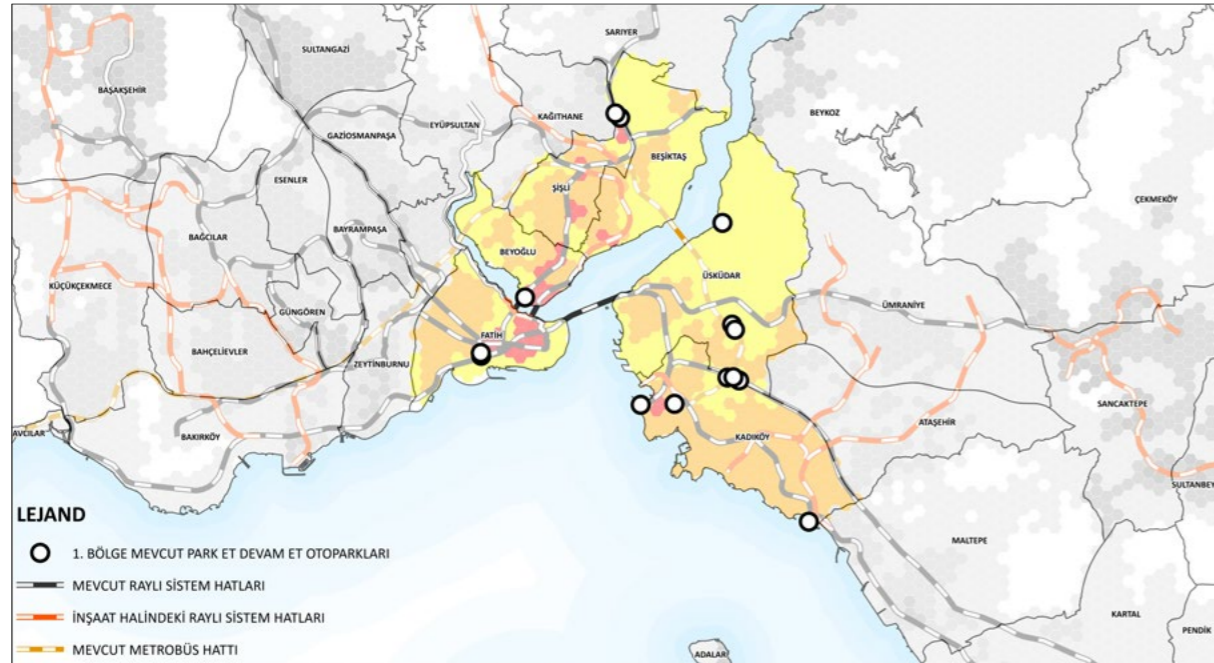 SARIYER
SULTANGAZİ
BAŞAKŞEHİR
BEYKOZ
KAĞITHANE
EYÜPSULTAN
GAZİOSMANPAŞA
BEŞİKTAŞ
ESENLER
ŞİŞLİ
ÇEKMEKÖY
BAYRAMPAŞA
BAĞCILAR
BEYOĞLU
ÜSKÜDAR
KÜÇÜKÇEKMECE
ÜMRANİYE
GÜNGÖREN
FATİH
BAHÇELİEVLER
ZEYTİNBURNU
SANCAKTEPE
ATAŞEHİR
AVCILAR
BAKIRKÖY
KADIKÖY
SULTANBEY
LEJAND
1. BÖLGE MEVCUT PARK ET DEVAM ET OTOPARKLARI
MALTEPE
MEVCUT RAYLI SİSTEM HATLARI
KARTAL
İNŞAAT HALİNDEKİ RAYLI SİSTEM HATLARI
PENDİK
MEVCUT METROBÜS HATTI
ADALAR